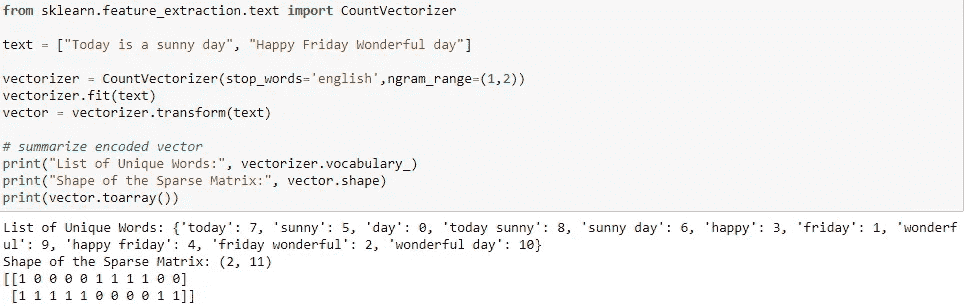 from sklearn.feature_extraction.text import CountVectorizer
text = ["Today is a sunny day", "Happy Friday Wonderful day"]
vectorizer = CountVectorizer(stop_words='english',ngram_range=(1,2))
vectorizer.fit(text)
vector = vectorizer.transform(text)
# summarize encoded vector
print("List of Unique Words:", vectorizer.vocabulary_)
print("Shape of the Sparse Matrix:", vector.shape)
print(vector.toarray())
List of Unique Words: {'today': 7, 'sunny': 5, 'day': 0, 'today sunny': 8, 'sunny day': 6, 'happy': 3, 'friday': 1, 'wonderf
ul': 9, 'happy friday': 4, 'friday wonderful': 2, 'wonderful day': 10}
Shape of the Sparse Matrix: (2, 11)
[[1 0 0 0 0 1 1 1 1 0 0]
 [1 1 1 1 1 0 0 0 0 1 1]]